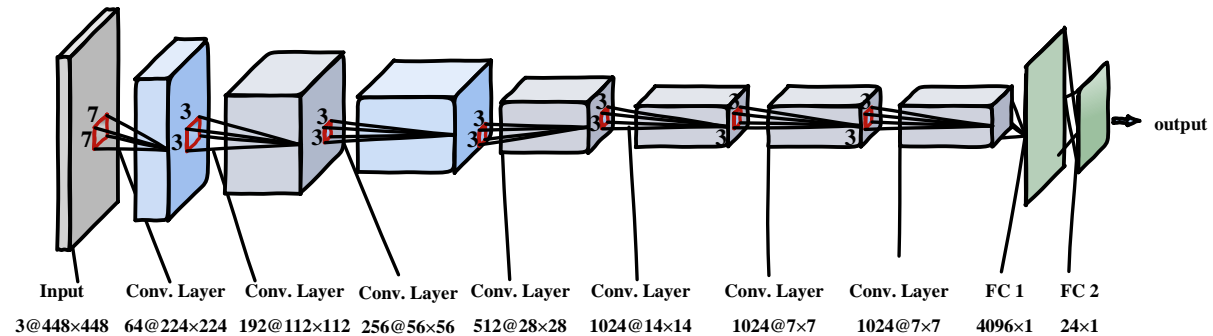 7
7
3
3
3
3
3
3
3
3
3
3
3
3
output
Input
Conv. Layer
Conv. Layer
Conv. Layer
Conv. Layer
Conv. Layer
Conv. Layer
Conv. Layer
FC 1
FC 2
3@448×448
64@224×224
192@112×112
256@56×56
512@28×28
1024@14×14
1024@7×7
1024@7×7
4096×1
24×1